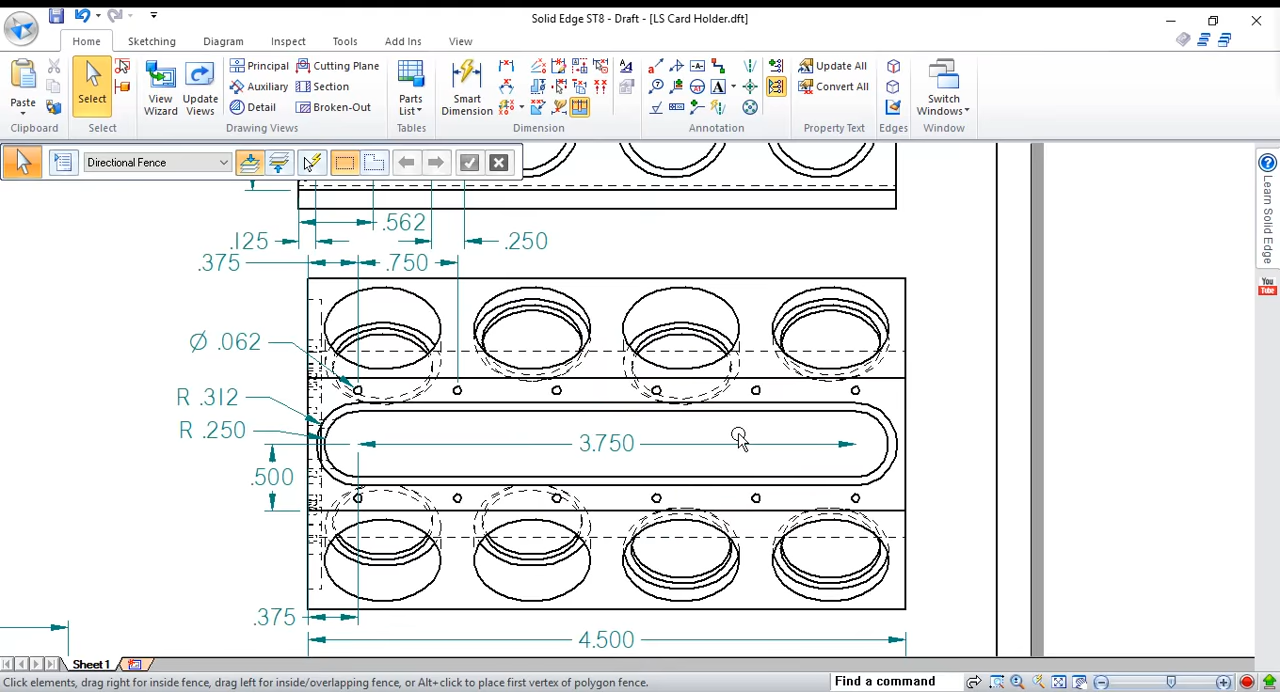 Solid Edge ST8 - Draft - [LS Card Holder.dft]
Home Sketching Diagram Inspect Tools Add Ins View
Paste
Clipboard
Select
Select
View Wizard
Update Views
Principal
Auxiliary
Detail
Cutting Plane
Section
Broken-Out
Drawing Views
Parts List
Tables
Smart Dimension
Dimension
A
Annotation
Update All
Convert All
Property Text
Edges
Switch Windows
Window
Directional Fence
Learn Solid Edge
You Tube
.562
.125
.250
.375
.750
Ø .062
R .312
R .250
3.750
.500
.375
4.500
Sheet1
Click elements, drag right for inside fence, drag left for inside/overlapping fence, or Alt+click to place first vertex of polygon fence.
Find a command